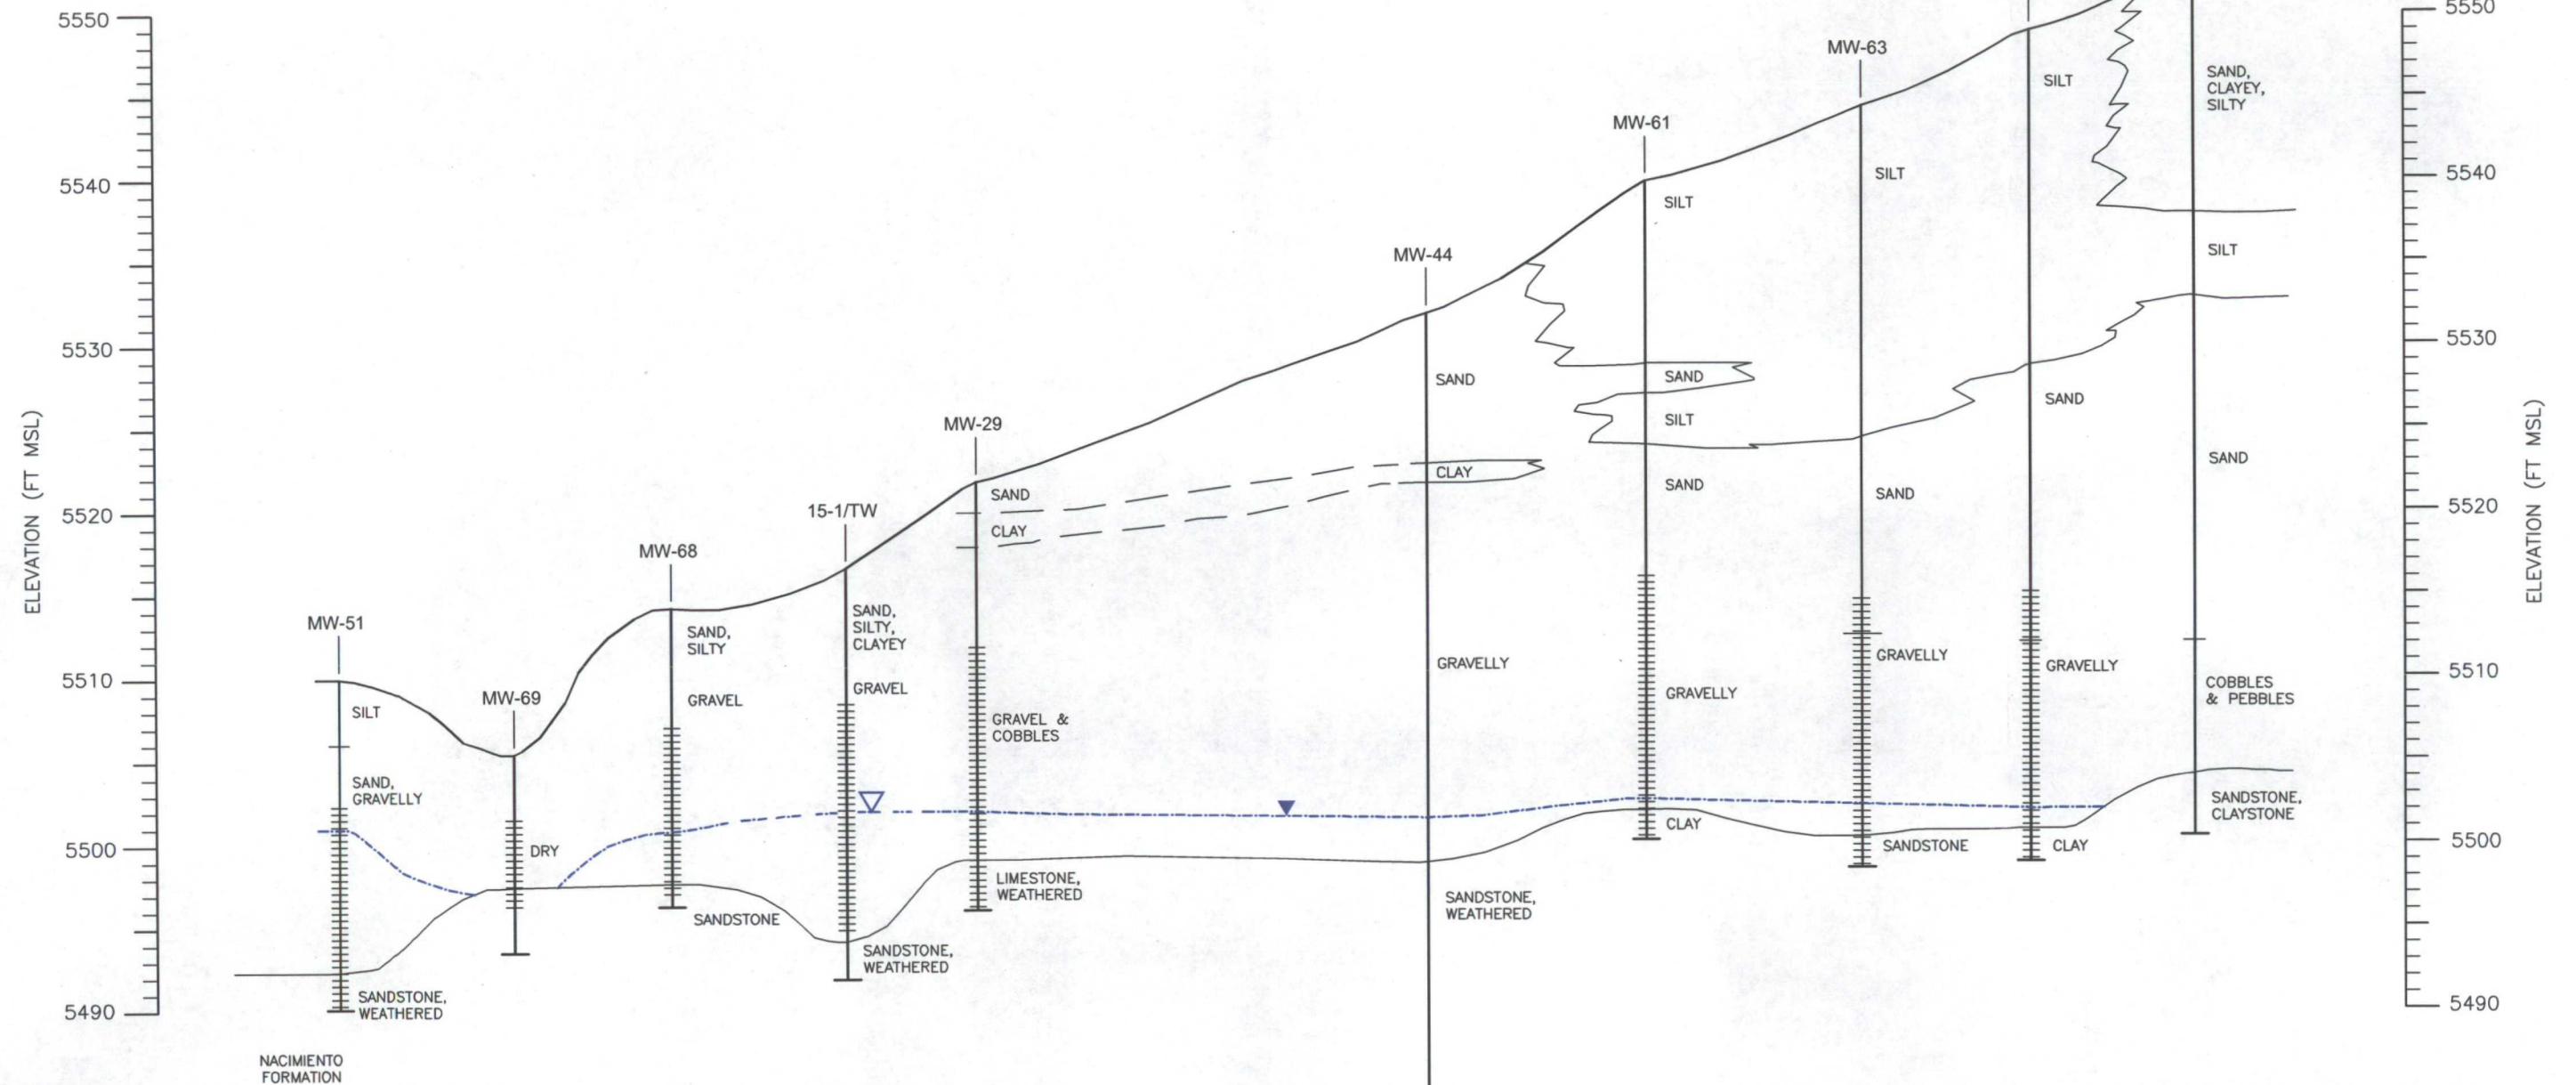 5550
5540
5530
5520
5510
5500
5490
ELEVATION (FT MSL)
MW-51
SILT
SAND,
GRAVELLY
SANDSTONE,
WEATHERED
NACIMIENTO
FORMATION
MW-69
DRY
MW-68
SAND,
SILTY
GRAVEL
SANDSTONE
15-1/TW
SAND,
SILTY,
CLAYEY
GRAVEL
SANDSTONE,
WEATHERED
MW-29
SAND
CLAY
GRAVEL &
COBBLES
LIMESTONE,
WEATHERED
MW-44
SAND
CLAY
GRAVELLY
SANDSTONE,
WEATHERED
MW-61
SILT
SAND
SILT
SAND
GRAVELLY
CLAY
MW-63
SILT
SAND
GRAVELLY
SANDSTONE
SILT
SAND
GRAVELLY
CLAY
SAND,
CLAYEY,
SILTY
SILT
SAND
COBBLES
& PEBBLES
SANDSTONE,
CLAYSTONE
5550
5540
5530
5520
5510
5500
5490
ELEVATION (FT MSL)